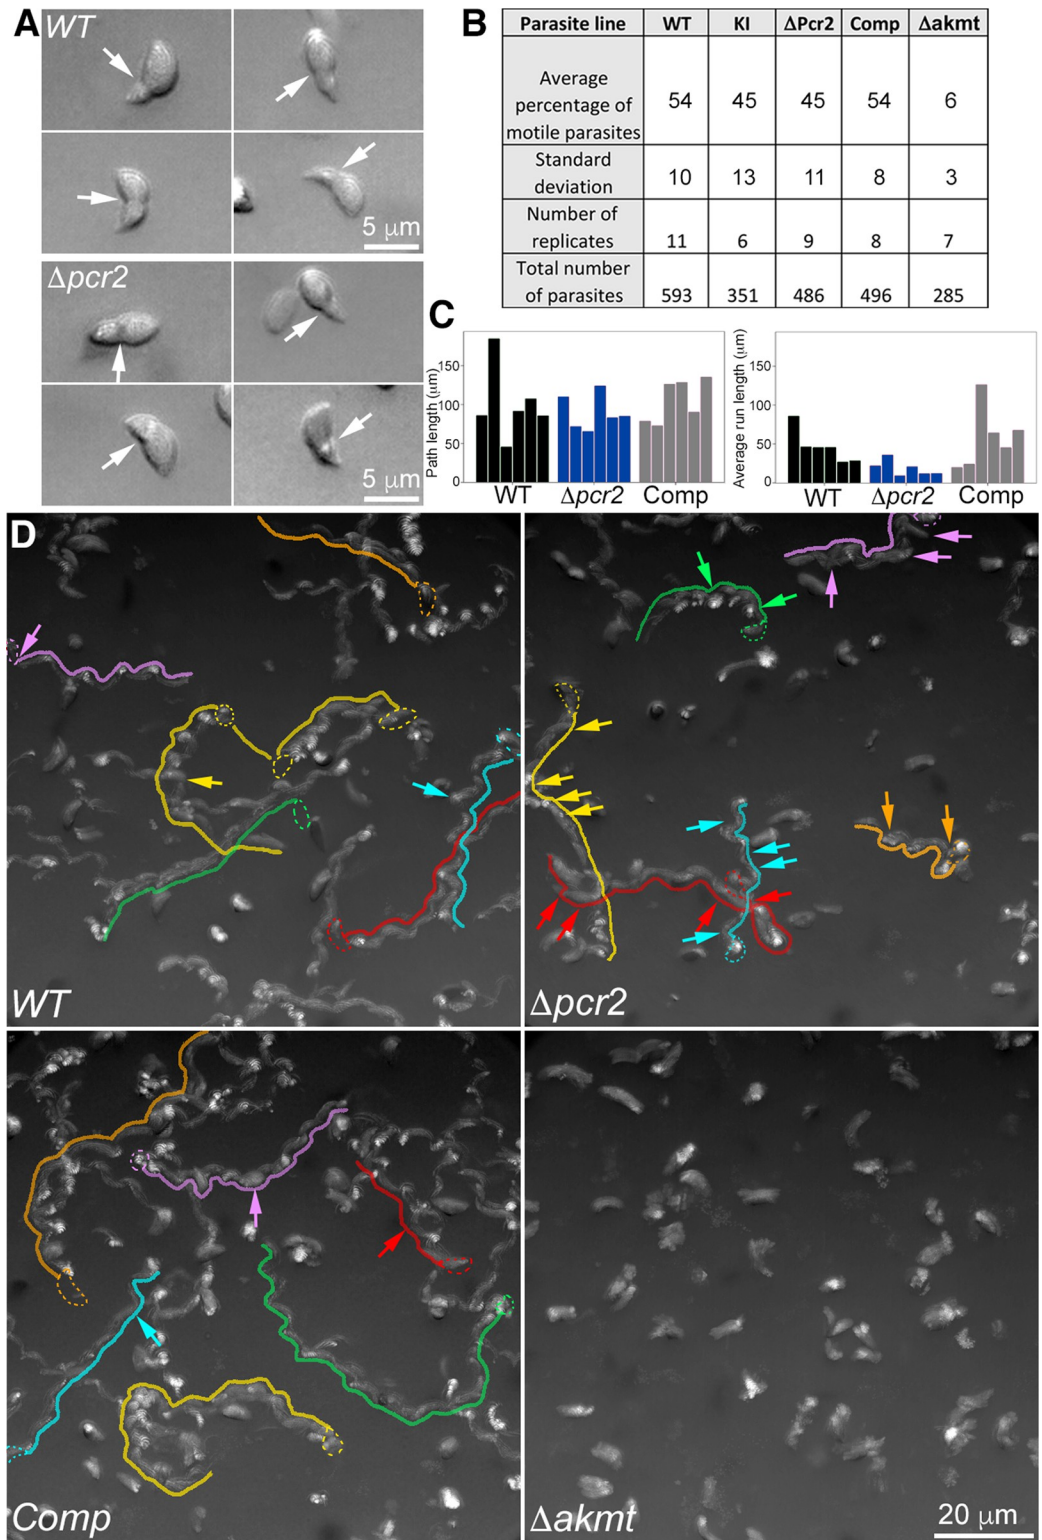 A
WT
5 μm
Δpcr2
5 μm
B
Parasite line WT KI ΔPcr2 Comp Δakmt
Average
percentage of
motile parasites
54 45 45 54 6
Standard
deviation
10 13 11 8 3
Number of
replicates
11 6 9 8 7
Total number
of parasites
593 351 486 496 285
C
Path length (μm)
150
100
50
0
WT Δpcr2 Comp
Average run length (μm)
150
100
50
0
WT Δpcr2 Comp
D
WT
Δpcr2
Comp
Δakmt
20 μm